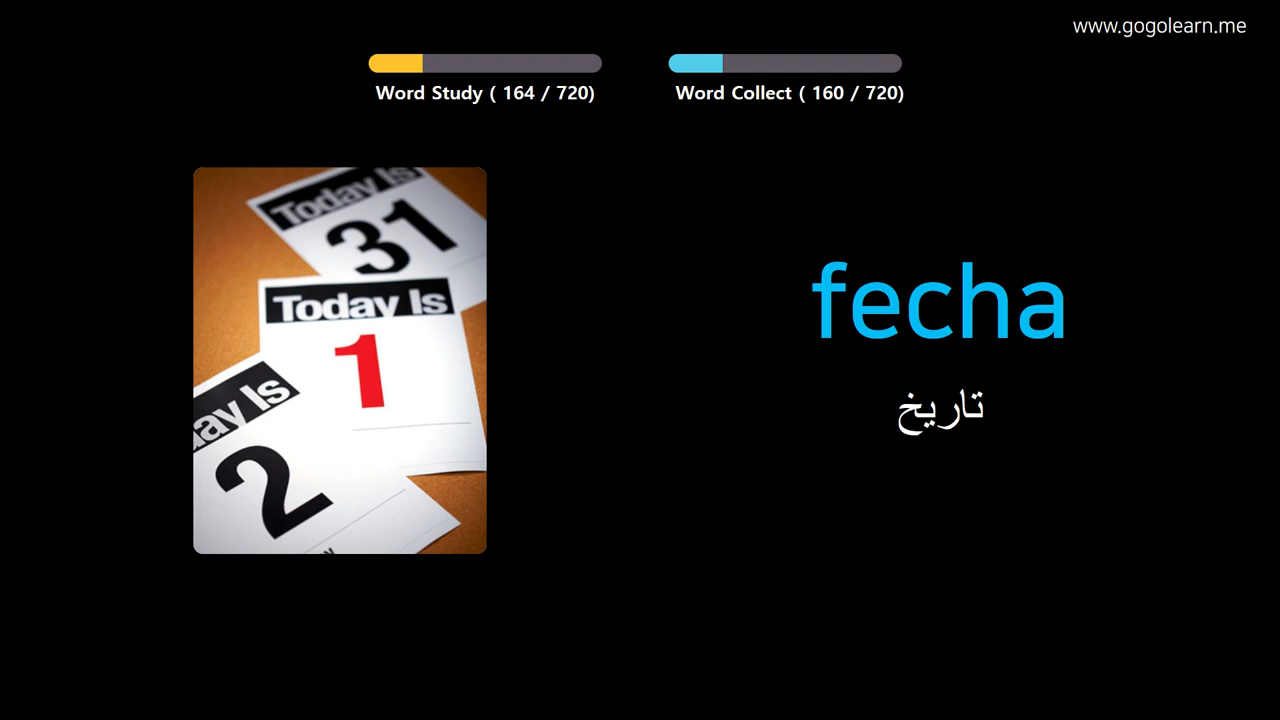 www.gogolearn.me
Word Study ( 164 / 720)
Word Collect ( 160 / 720)
Today Is
31
Today Is
1
ay Is
2
fecha
تاريخ